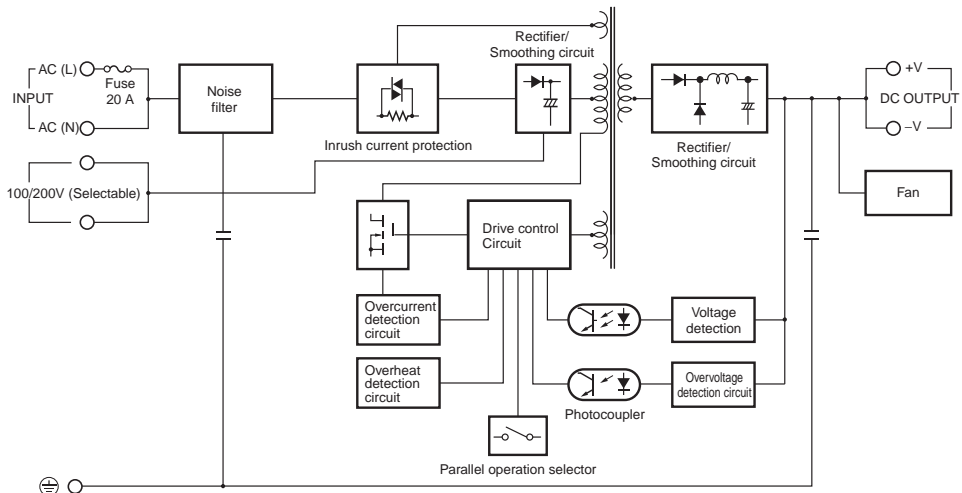 AC (L)
Fuse
20 A
INPUT
AC (N)
100/200V (Selectable)
Noise
filter
Inrush current protection
Rectifier/
Smoothing circuit
Rectifier/
Smoothing circuit
+V
DC OUTPUT
–V
Fan
Drive control
Circuit
Overcurrent
detection
circuit
Overheat
detection
circuit
Voltage
detection
Overvoltage
detection circuit
Photocoupler
Parallel operation selector